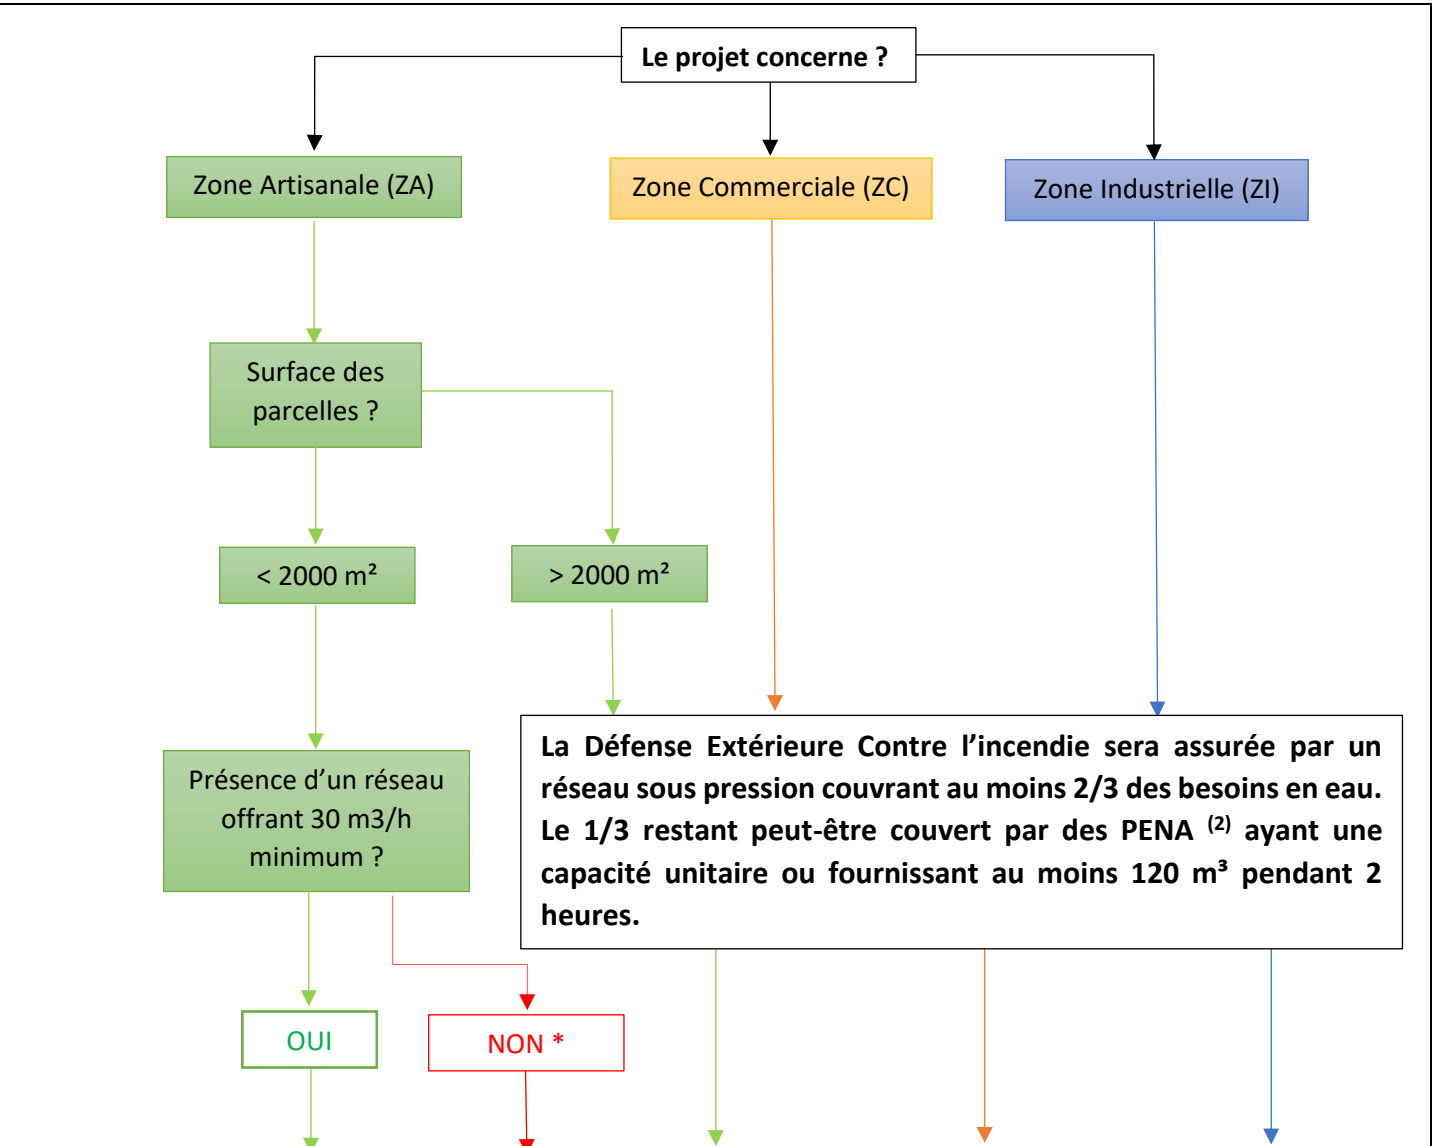 Le projet concerne ?
Zone Artisanale (ZA)
Zone Commerciale (ZC)
Zone Industrielle (ZI)
Surface des
parcelles ?
< 2000 m²
> 2000 m²
Présence d’un réseau
offrant 30 m3/h
minimum ?
La Défense Extérieure Contre l’incendie sera assurée par un
réseau sous pression couvrant au moins 2/3 des besoins en eau.
Le 1/3 restant peut-être couvert par des PENA (2) ayant une
capacité unitaire ou fournissant au moins 120 m³ pendant 2
heures.
OUI
NON *